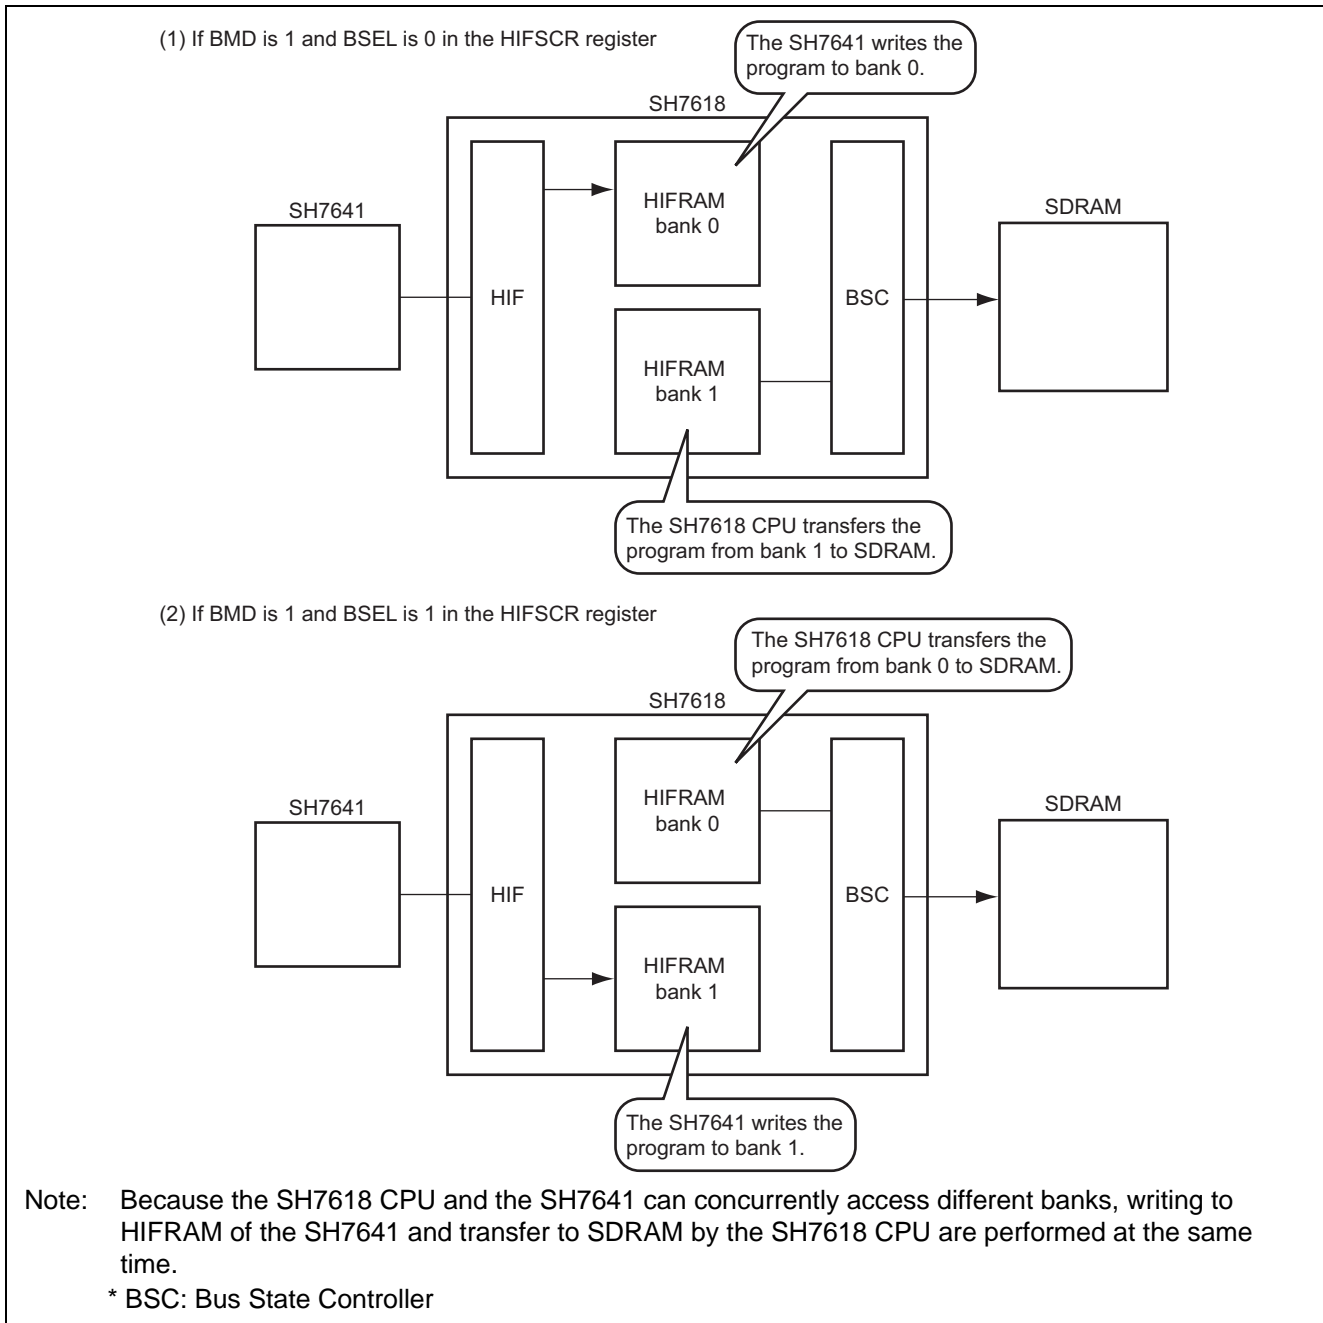 (1) If BMD is 1 and BSEL is 0 in the HIFSCR register
The SH7641 writes the
program to bank 0.
SH7618
SH7641
HIF
HIFRAM
bank 0
HIFRAM
bank 1
BSC
SDRAM
The SH7618 CPU transfers the
program from bank 1 to SDRAM.
(2) If BMD is 1 and BSEL is 1 in the HIFSCR register
The SH7618 CPU transfers the
program from bank 0 to SDRAM.
SH7618
SH7641
HIF
HIFRAM
bank 0
HIFRAM
bank 1
BSC
SDRAM
The SH7641 writes the
program to bank 1.
Note: Because the SH7618 CPU and the SH7641 can concurrently access different banks, writing to
HIFRAM of the SH7641 and transfer to SDRAM by the SH7618 CPU are performed at the same
time.
* BSC: Bus State Controller